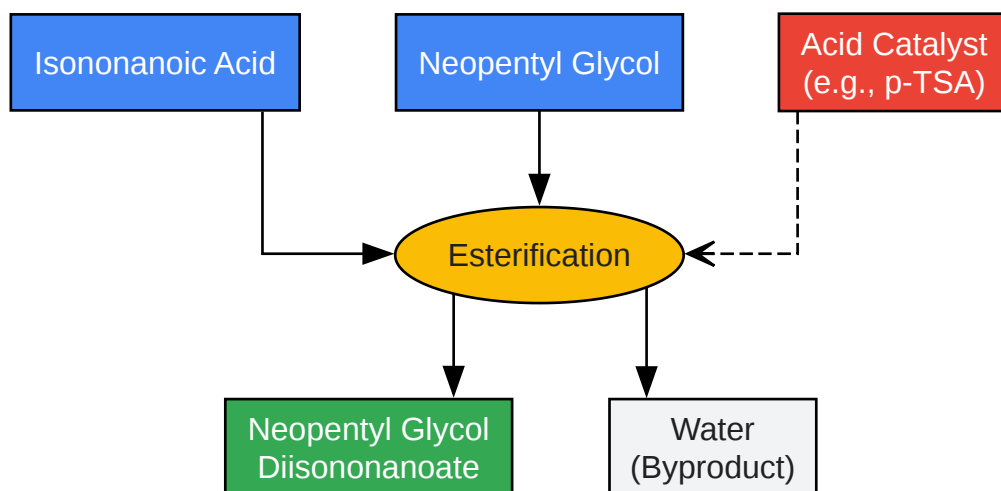 Isononanoic Acid
Neopentyl Glycol
Acid Catalyst
(e.g., p-TSA)
Esterification
Neopentyl Glycol
Diisononanoate
Water
(Byproduct)